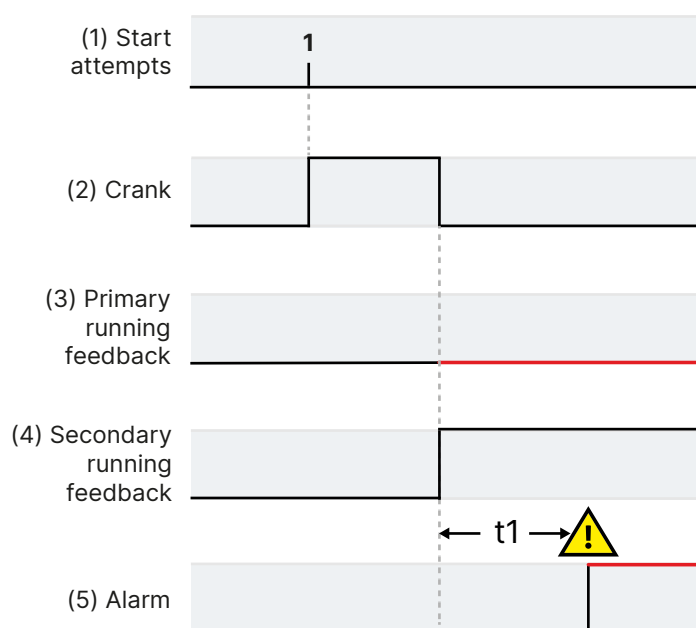 (1) Start
attempts
1
(2) Crank
(3) Primary
running
feedback
(4) Secondary
running
feedback
t1
!
(5) Alarm